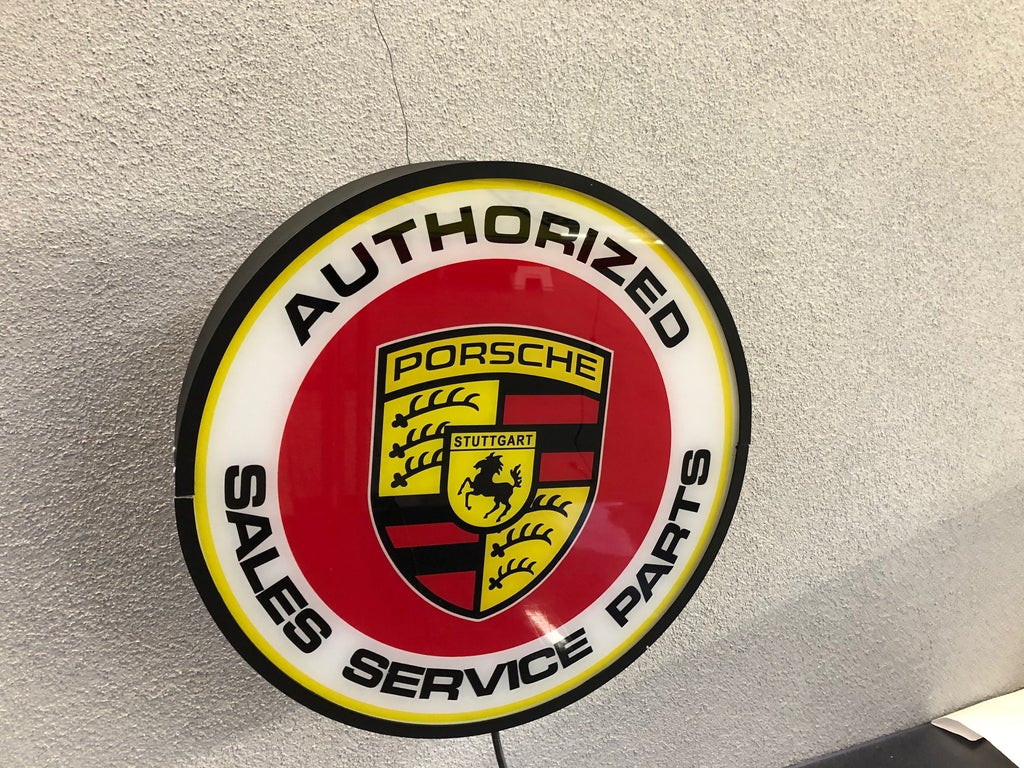 AUTHORIZED
PORSCHE
STUTTGART
SALES SERVICE PARTS